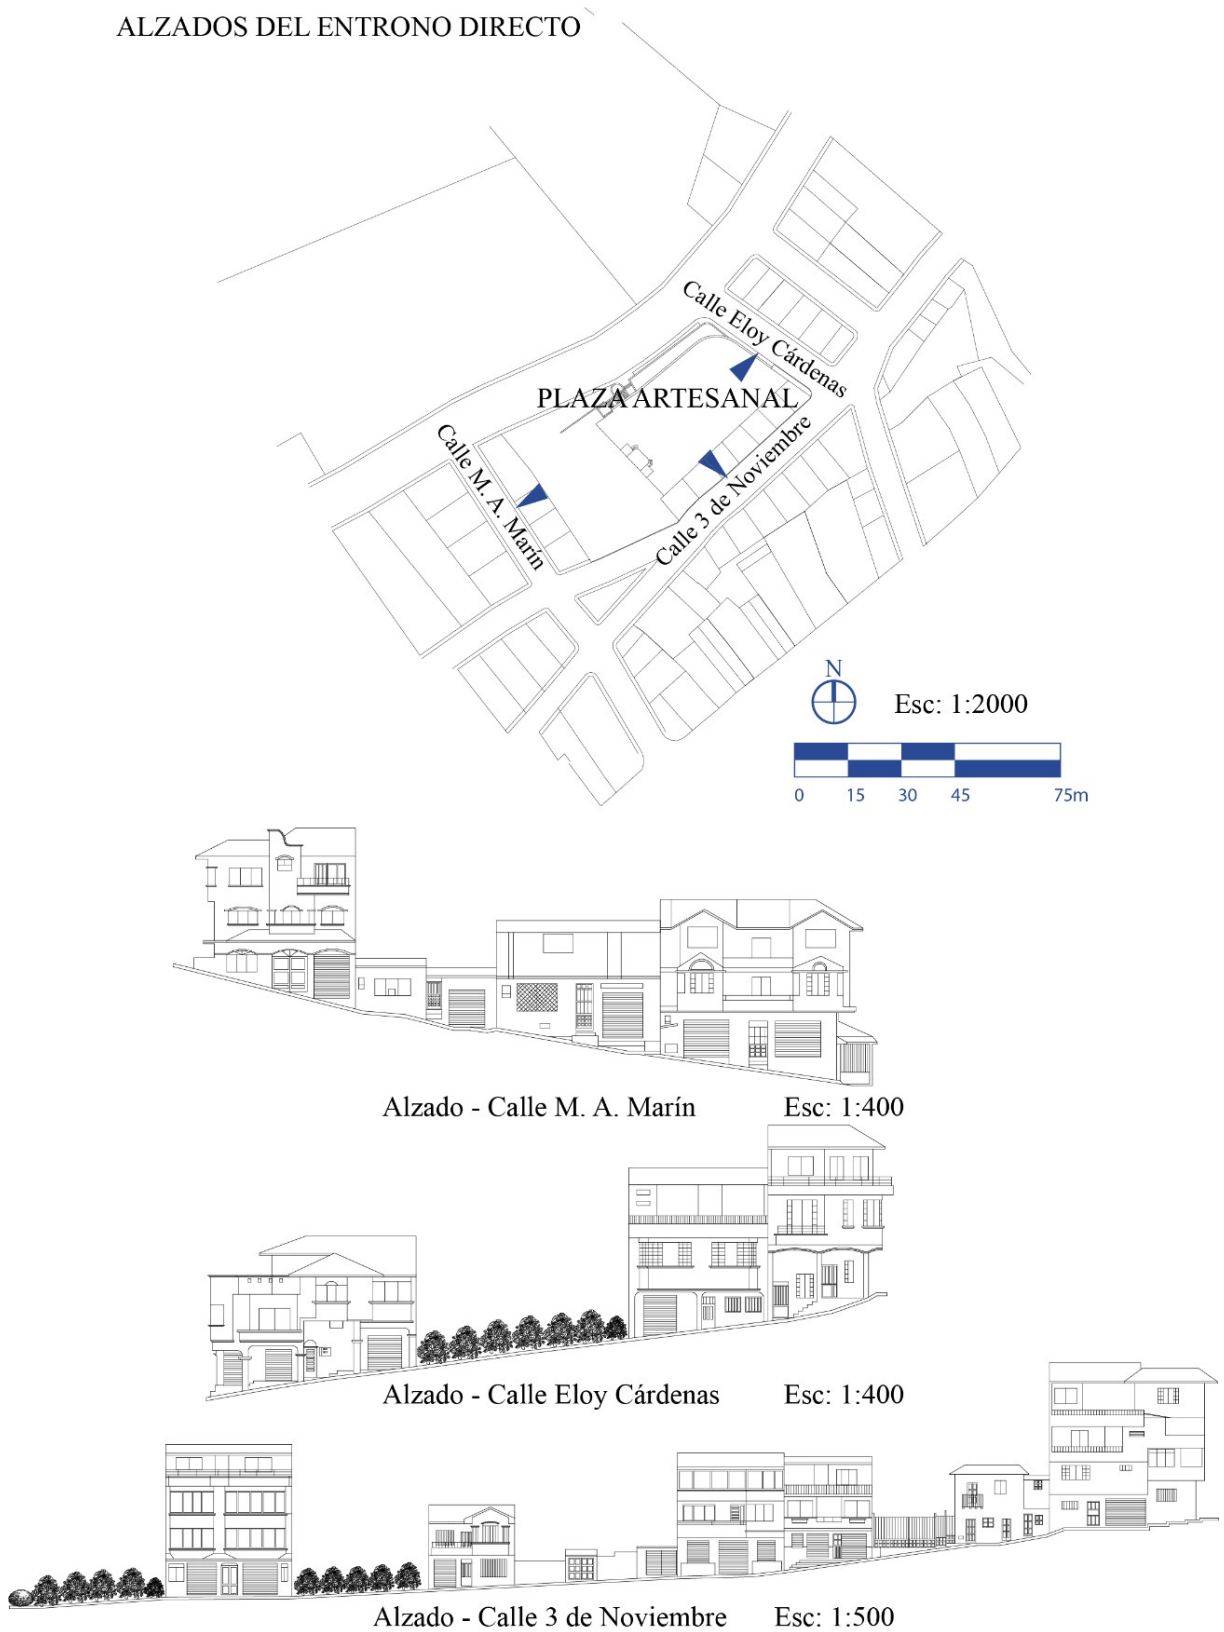 ALZADOS DEL ENTRONO DIRECTO
Calle Eloy Cárdenas
PLAZA ARTESANAL
Calle M. A. Marín
Calle 3 de Noviembre
N
Esc: 1:2000
0 15 30 45 75m
Alzado - Calle M. A. Marín Esc: 1:400
Alzado - Calle Eloy Cárdenas Esc: 1:400
Alzado - Calle 3 de Noviembre Esc: 1:500